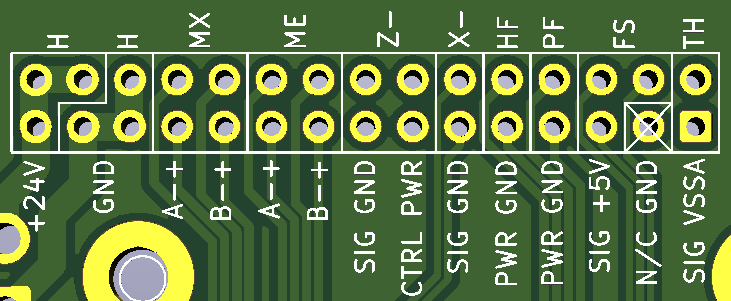 H H MX ME Z- X- HF PF FS TH
+24V GND A-+ B-+ A-+ B-+ SIG GND CTRL PWR SIG GND PWR GND PWR GND SIG +5V N/C GND SIG VSSA